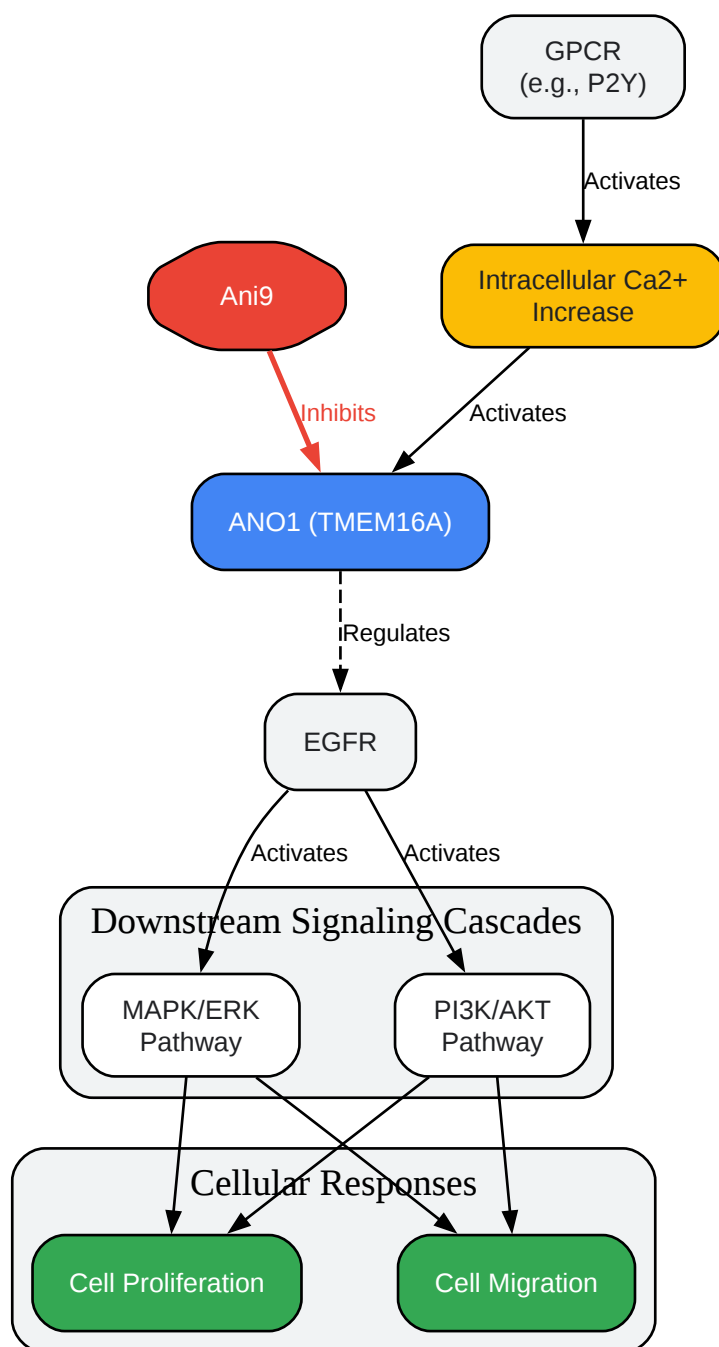 GPCR
(e.g., P2Y)
Activates
Ani9
Intracellular Ca2+
Increase
Inhibits
Activates
ANO1 (TMEM16A)
Regulates
EGFR
Activates
Activates
Downstream Signaling Cascades
MAPK/ERK
Pathway
PI3K/AKT
Pathway
Cellular Responses
Cell Proliferation
Cell Migration